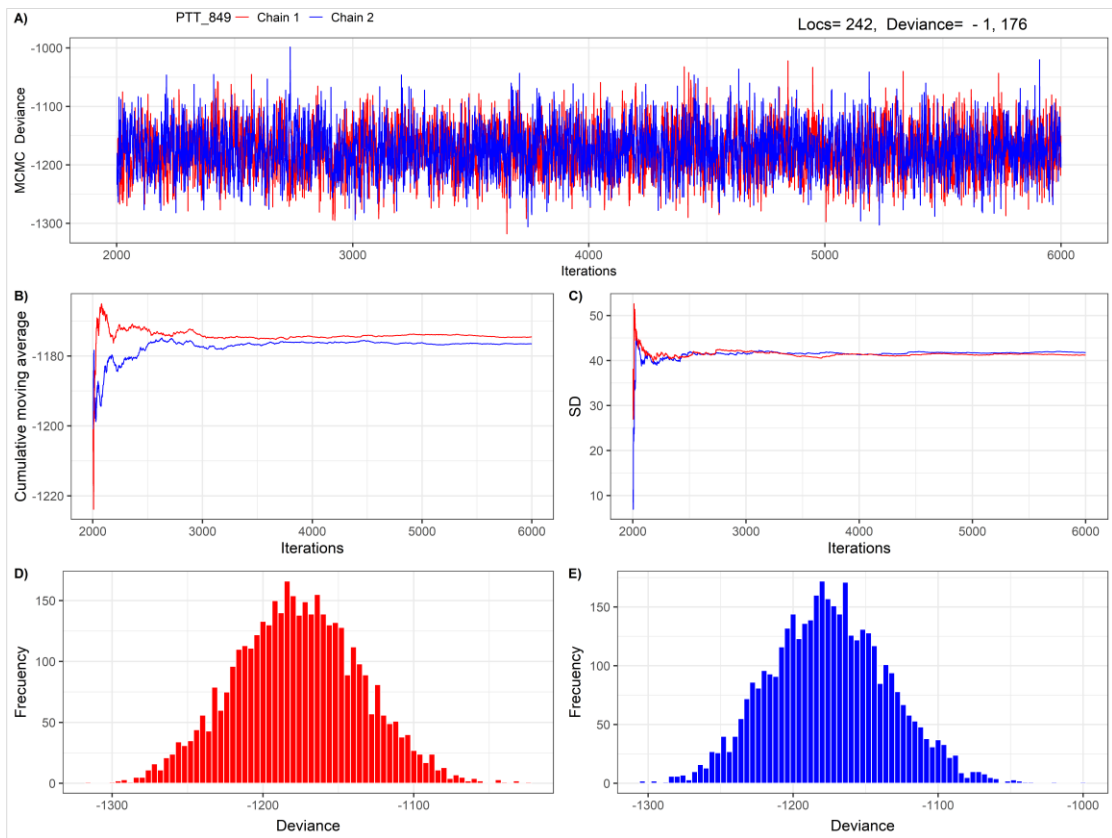 A) PTT_849 Chain 1 Chain 2 Locs= 242, Deviance= - 1, 176
MCMC Deviance
-1000
-1100
-1200
-1300
2000 3000 4000 5000 6000
Iterations
B)
Cumulative moving average
-1180
-1200
-1220
2000 3000 4000 5000 6000
Iterations
C)
SD
50
40
30
20
10
2000 3000 4000 5000 6000
Iterations
D)
Frecuency
150
100
50
0
-1300 -1200 -1100
Deviance
E)
Frecuency
150
100
50
0
-1300 -1200 -1100 -1000
Deviance